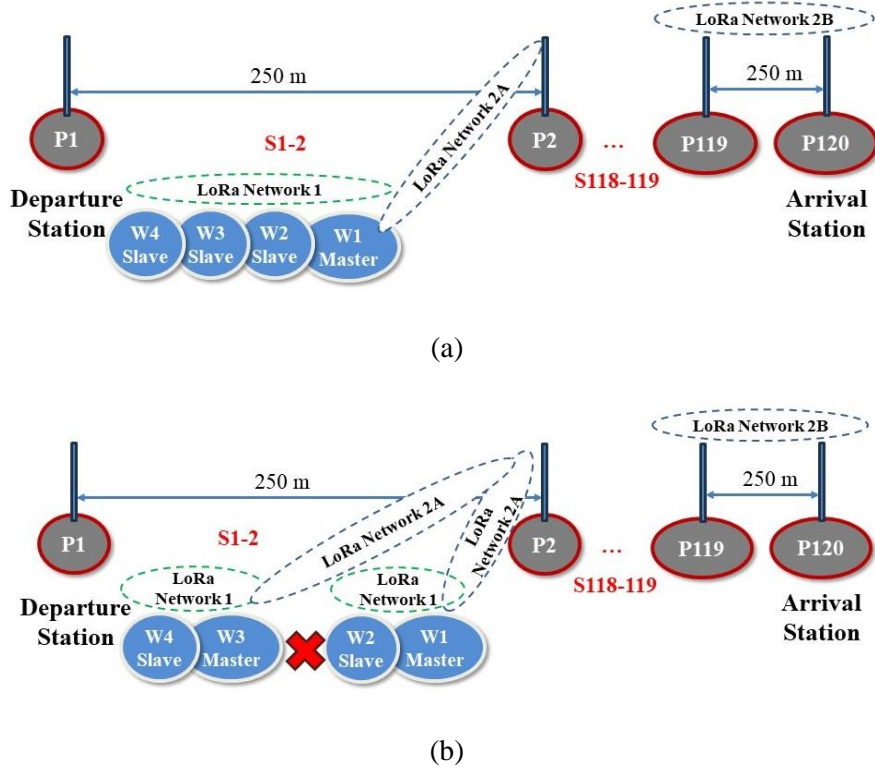 LoRa Network 2B
250 m
250 m
LoRa Network 2A
P1
P2
...
P119
P120
S1-2
S118-119
LoRa Network 1
Departure
Station
Arrival
Station
W4
Slave
W3
Slave
W2
Slave
W1
Master
(a)
LoRa Network 2B
250 m
250 m
LoRa Network 2A
LoRa
Network 2A
P1
P2
...
P119
P120
S1-2
S118-119
LoRa
Network 1
LoRa
Network 1
Departure
Station
Arrival
Station
W4
Slave
W3
Master
W2
Slave
W1
Master
(b)